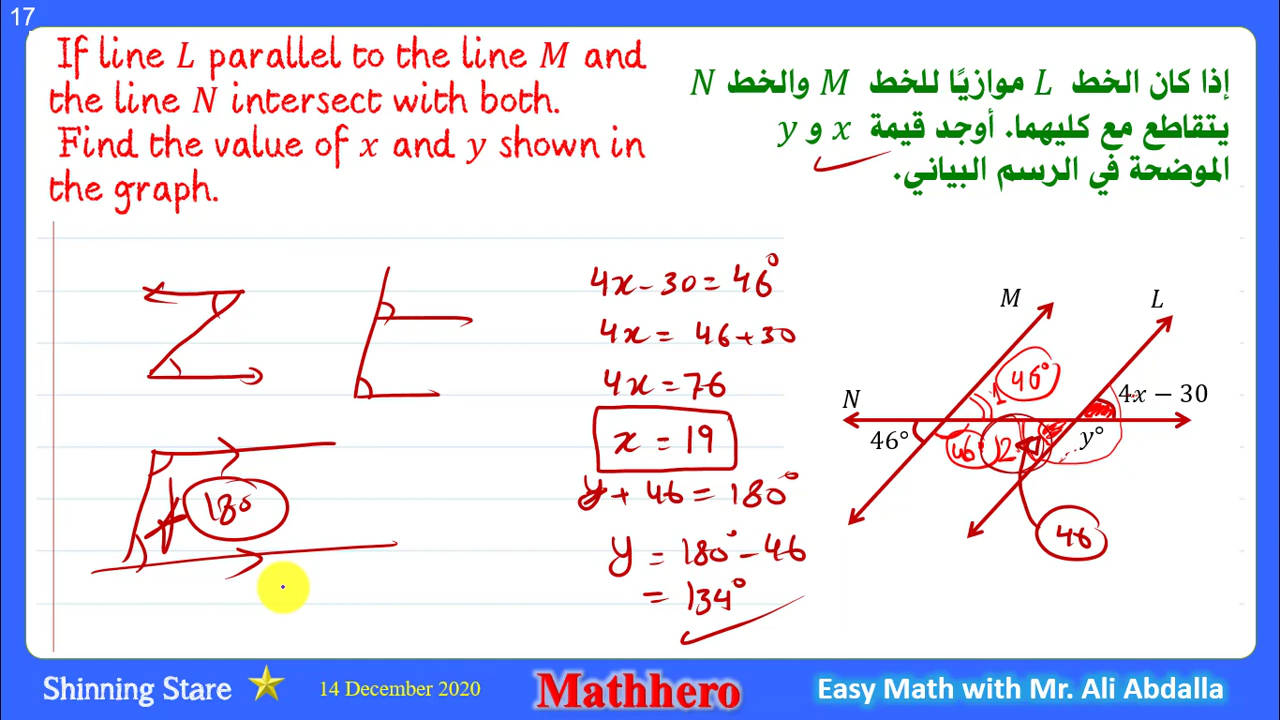 17
If line L parallel to the line M and
the line N intersect with both.
Find the value of x and y shown in
the graph.
إذا كان الخط L موازيًا للخط M والخط N
يتقاطع مع كليهما. أوجد قيمة x و y
الموضحة في الرسم البياني.
180
4x - 30 = 46°
4x = 46 + 30
4x = 76
x = 19
y + 46 = 180°
y = 180° - 46
= 134°
M
L
N
46°
1
46°
4x − 30
46°
2
y°
46
Shinning Stare
14 December 2020
Mathhero
Easy Math with Mr. Ali Abdalla